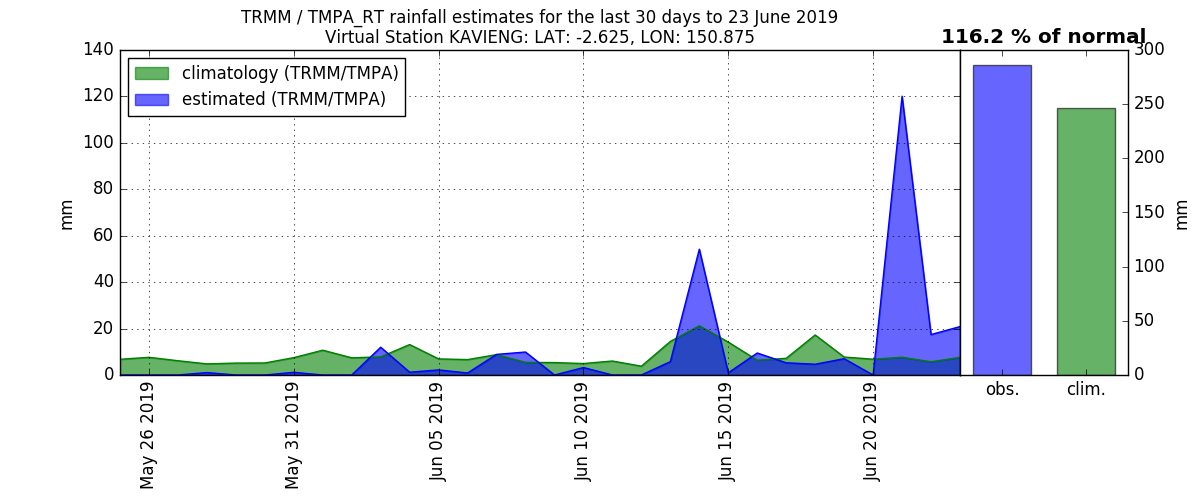 TRMM / TMPA_RT rainfall estimates for the last 30 days to 23 June 2019
Virtual Station KAVIENG: LAT: -2.625, LON: 150.875
116.2 % of normal
climatology (TRMM/TMPA)
estimated (TRMM/TMPA)
140
120
100
80
60
40
20
0
mm
May 26 2019
May 31 2019
Jun 05 2019
Jun 10 2019
Jun 15 2019
Jun 20 2019
300
250
200
150
100
50
0
mm
obs.
clim.